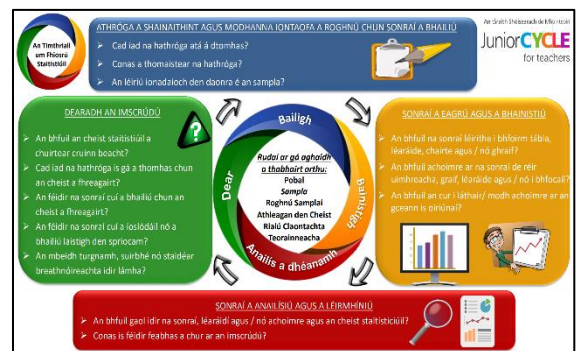 An Timthriall
um Fhiosrú
Staitistiúil
ATHRÓGA A SHAINAITHINT AGUS MODHANNA IONTAOFA A ROGHNÚ CHUN SONRAÍ A BHAILIÚ
Cad iad na hathróga atá á dtomhas?
Conas a thomaistear na hathróga?
An léiriú ionadaíoch den daonra é an sampla?
An tSraith Shóisearach do Mhúinteoirí
JuniorCYCLE
for teachers
DEARADH AN IMSCRÚDÚ
An bhfuil an cheist staitistiúil a
chuirtear cruinn beacht?
Cad iad na hathróga is gá a thomhas chun
an cheist a fhreagairt?
An féidir na sonraí cuí a bhailiú chun an
cheist a fhreagairt?
An féidir na sonraí cuí a íoslódáil nó a
bhailiú laistigh den spriocam?
An mbeidh turgnamh, suirbhé nó staidéar
breathnóireachta idir lámha?
Bailigh
Dear
Bainistigh
Anailís a dhéanamh
Rudaí ar gá aghaidh
a thabhairt orthu:
Pobal
Sampla
Roghnú Samplaí
Athleagan den Cheist
Rialú Claontachta
Teorainneacha
SONRAÍ A EAGRÚ AGUS A BHAINISTIÚ
An bhfuil na sonraí léirithe i bhfoirm tábla,
léaráide, chairte agus / nó ghraif?
An bhfuil achoimre ar na sonraí de réir
uimhreacha, graif, léaráide agus / nó i bhfocail?
An bhfuil an cur i láthair/ modh achoimre ar an
gceann is oiriúnaí?
SONRAÍ A ANAILÍSIÚ AGUS A LÉIRMHÍNIÚ
An bhfuil gaol idir na sonraí, léaráidí agus / nó achoimre agus an cheist staitisticiúil?
Conas is féidir feabhas a chur ar an imscrúdú?